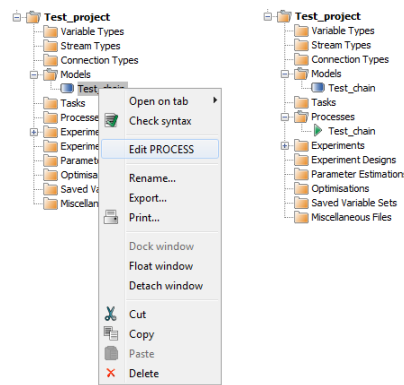 Test_project
Variable Types
Stream Types
Connection Types
Models
Test_chain
Tasks
Processe
Experime
Experime
Paramete
Optimisa
Saved Va
Miscellan
Open on tab
Check syntax
Edit PROCESS
Rename...
Export...
Print...
Dock window
Float window
Detach window
Cut
Copy
Paste
Delete
Test_project
Variable Types
Stream Types
Connection Types
Models
Test_chain
Tasks
Processes
Test_chain
Experiments
Experiment Designs
Parameter Estimations
Optimisations
Saved Variable Sets
Miscellaneous Files